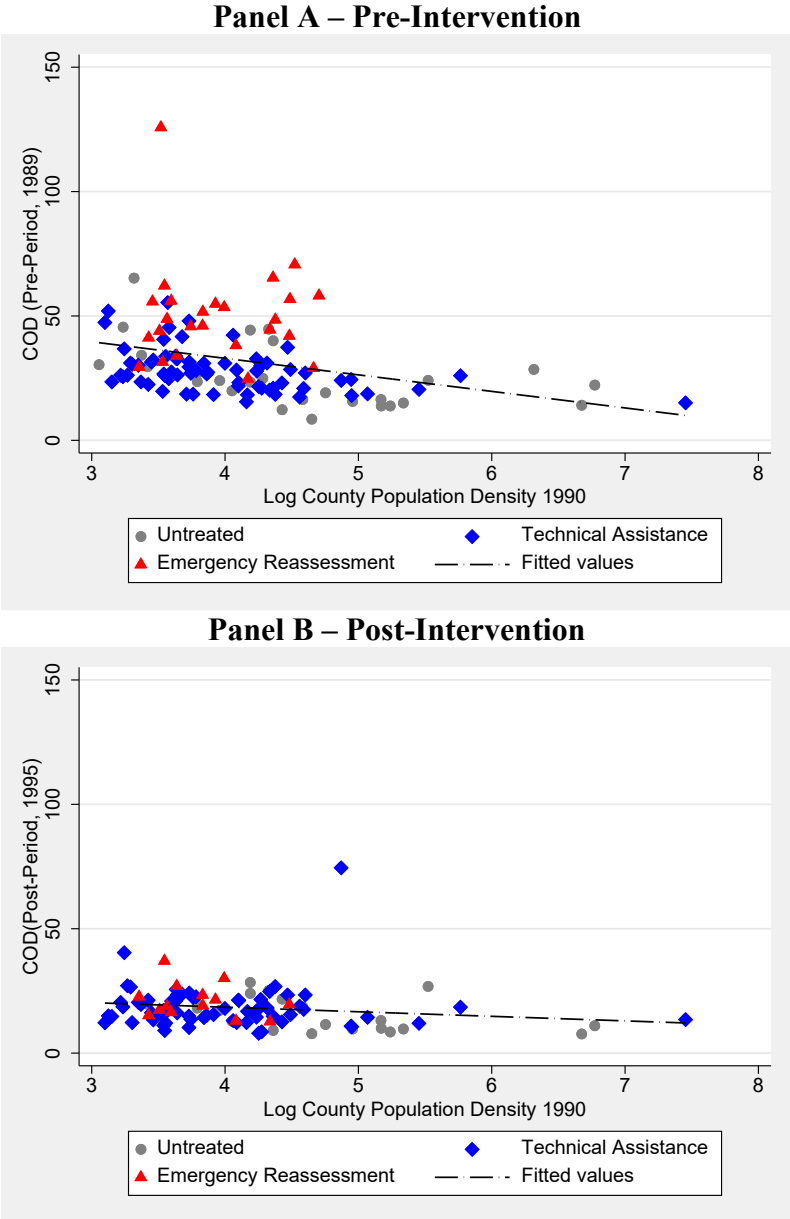 Panel A – Pre-Intervention
150
100
50
0
COD (Pre-Period, 1989)
3 4 5 6 7 8
Log County Population Density 1990
Untreated Technical Assistance
Emergency Reassessment Fitted values
Panel B – Post-Intervention
150
100
50
0
COD(Post-Period, 1995)
3 4 5 6 7 8
Log County Population Density 1990
Untreated Technical Assistance
Emergency Reassessment Fitted values